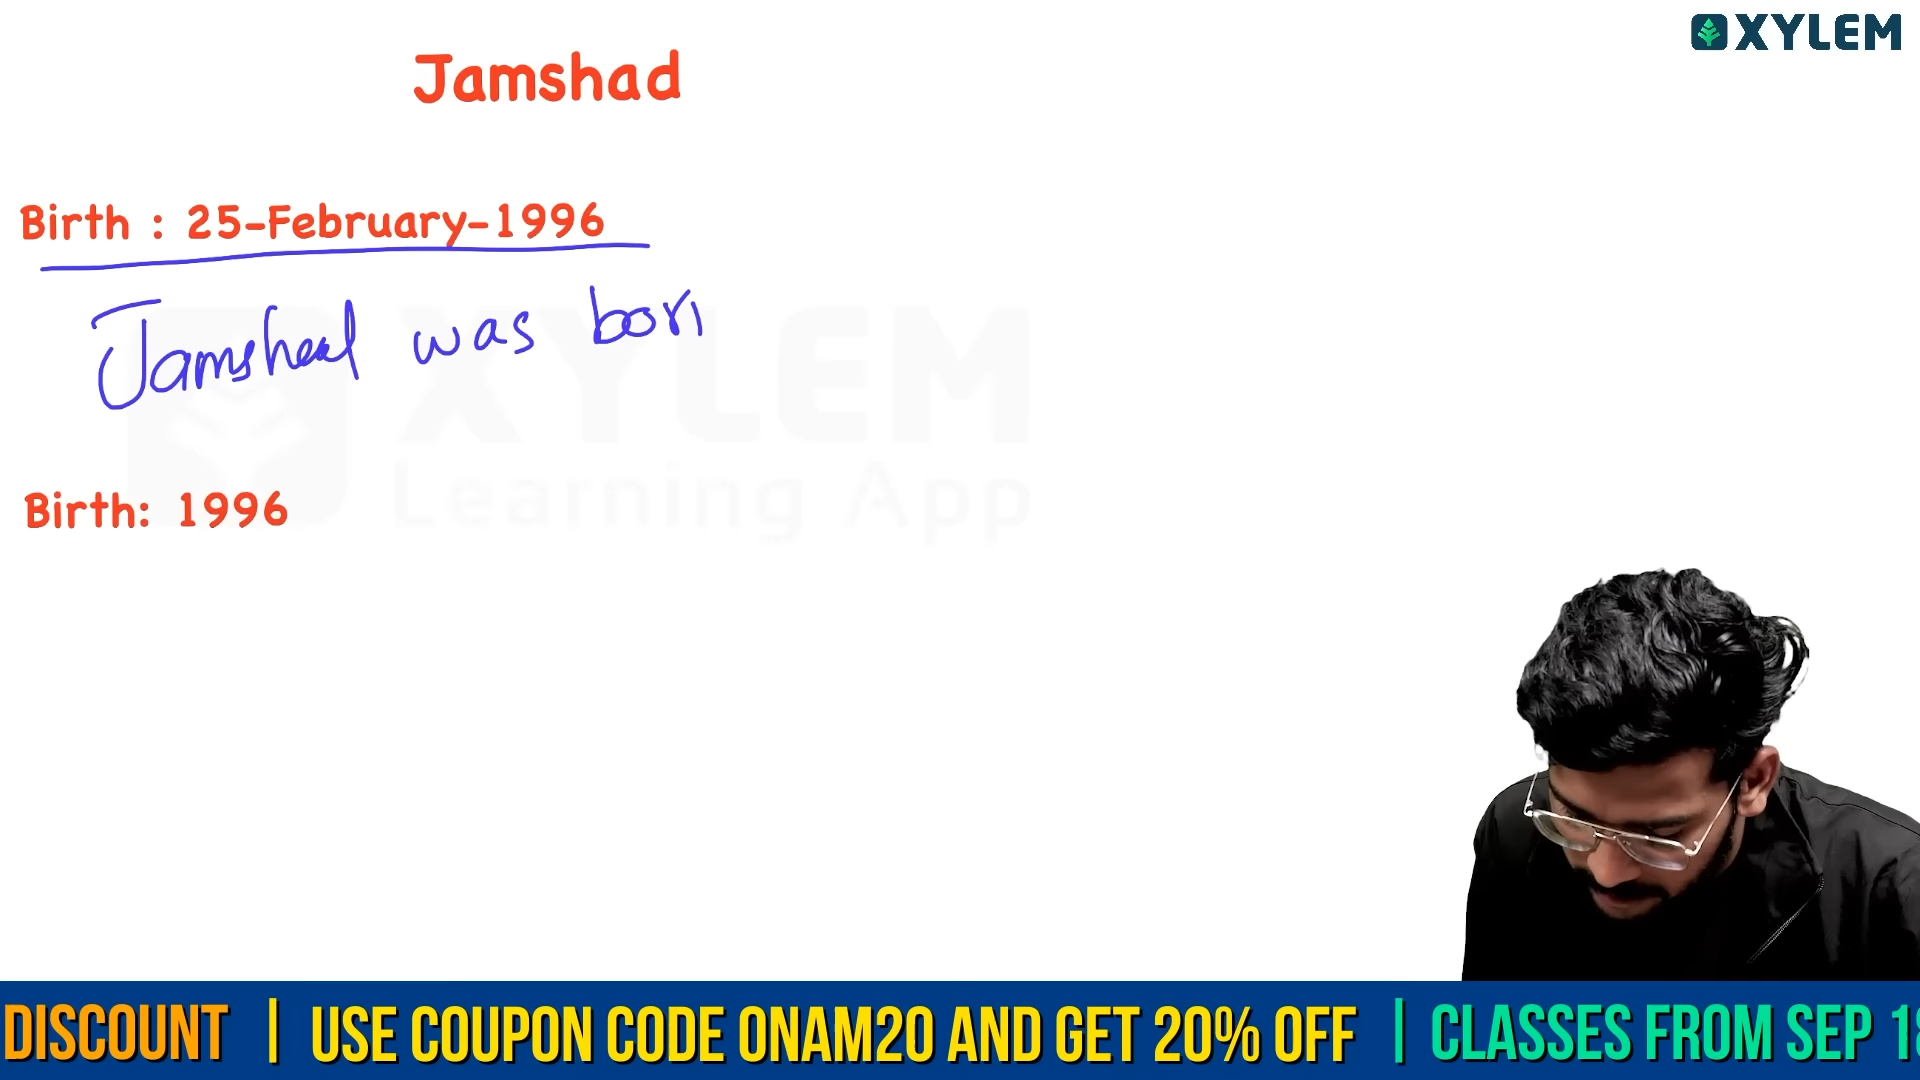 XYLEM
Jamshad
Birth : 25-February-1996
Jamshad was born
XYLEM
Learning App
Birth: 1996
DISCOUNT | USE COUPON CODE ONAM20 AND GET 20% OFF | CLASSES FROM SEP 18